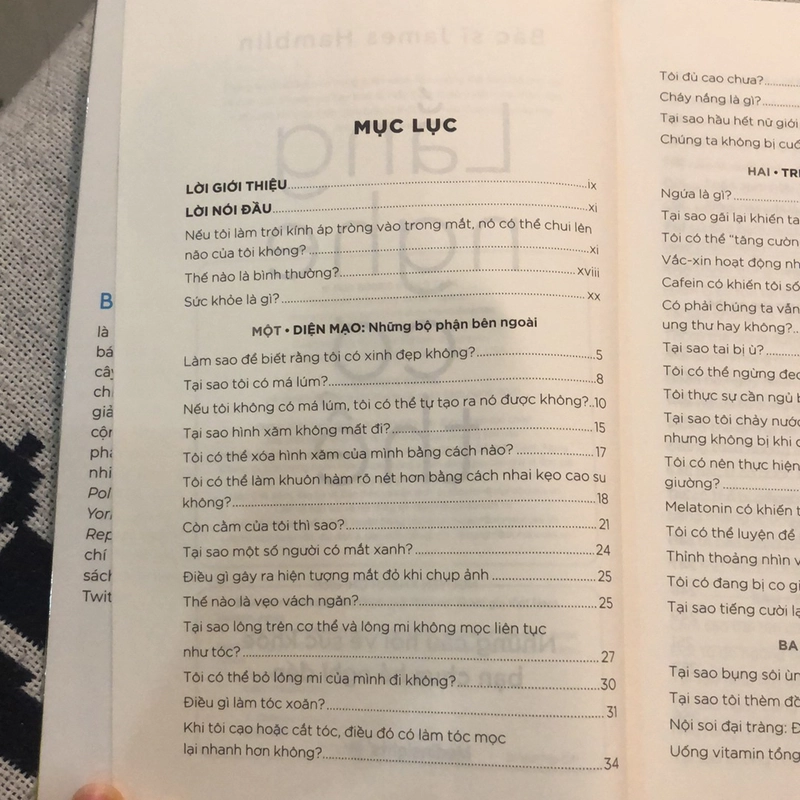 MỤC LỤC
LỜI GIỚI THIỆU ix
LỜI NÓI ĐẦU xi
Nếu tôi làm trôi kính áp tròng vào trong mắt, nó có thể chui lên
não của tôi không? xi
Thế nào là bình thường? xviii
Sức khỏe là gì? xx
MỘT • DIỆN MẠO: Những bộ phận bên ngoài
Làm sao để biết rằng tôi có xinh đẹp không? 5
Tại sao tôi có má lúm? 8
Nếu tôi không có má lúm, tôi có thể tự tạo ra nó được không? 10
Tại sao hình xăm không mất đi? 15
Tôi có thể xóa hình xăm của mình bằng cách nào? 17
Tôi có thể làm khuôn hàm rõ nét hơn bằng cách nhai kẹo cao su
không? 18
Còn cằm của tôi thì sao? 21
Tại sao một số người có mắt xanh? 24
Điều gì gây ra hiện tượng mắt đỏ khi chụp ảnh 25
Thế nào là vẹo vách ngăn? 25
Tại sao lông trên cơ thể và lông mi không mọc liên tục
như tóc? 27
Tôi có thể bỏ lông mi của mình đi không? 30
Điều gì làm tóc xoăn? 31
Khi tôi cạo hoặc cắt tóc, điều đó có làm tóc mọc
lại nhanh hơn không? 34
Tôi đủ cao chưa?
Cháy nắng là gì?
Tại sao hầu hết nữ giới
Chúng ta không bị
HAI •
Ngứa là gì?
Tại sao gãi lại khiến
Tôi có thể "tăng
Vắc-xin hoạt động
Cafein có khiến tôi
Có phải chúng ta vẫn
ung thư hay không?
Tại sao tai bị ù?
Tôi có thể ngừng
Tôi thực sự cần ngủ
Tại sao tôi chảy
nhưng không bị khi
Tôi có nên thực hiện
giường?
Melatonin có khiến
Tôi có thể luyện để
Thỉnh thoảng nhìn
Tôi có đang bị co
Tại sao tiếng cười
BA
Tại sao bụng sôi
Tại sao tôi thèm
Nội soi đại tràng:
Uống vitamin tổng
B
là